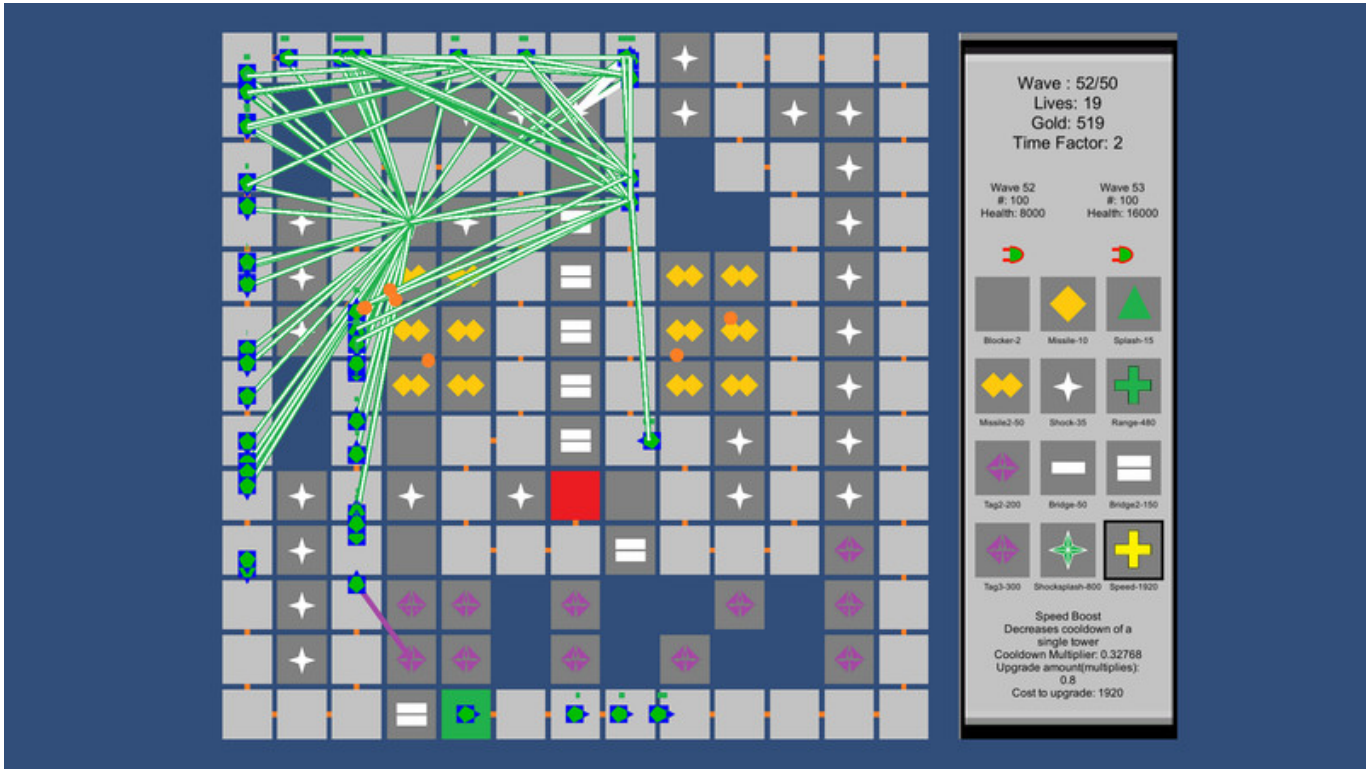 Wave : 52/50
Lives: 19
Gold: 519
Time Factor: 2
Wave 52
#: 100
Health: 8000
Wave 53
#: 100
Health: 16000
Blocker-2
Missile-10
Splash-15
Missile2-50
Shock-35
Range-480
Tag2-200
Bridge-50
Bridge2-150
Tag3-300
Shocksplash-800
Speed-1920
Speed Boost
Decreases cooldown of a
single tower
Cooldown Multiplier: 0.32768
Upgrade amount(multiplies):
0.8
Cost to upgrade: 1920